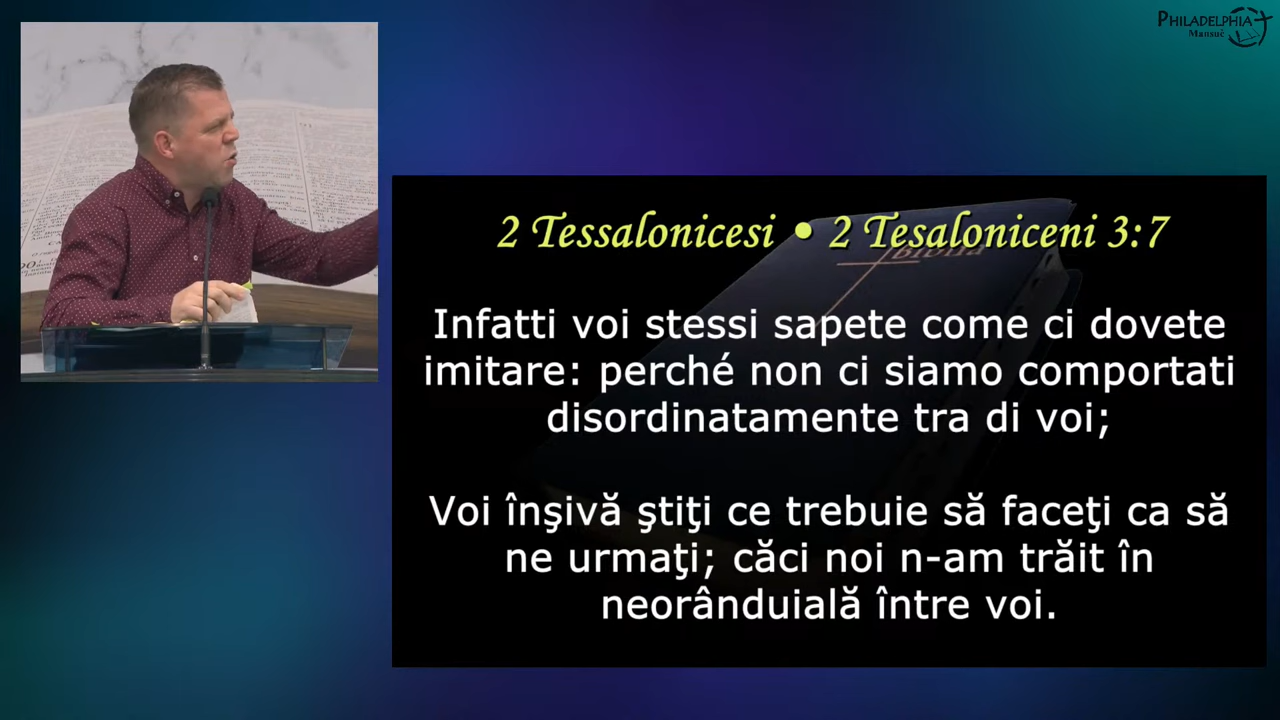 PHILADELPHIA
Mansuè
2 Tessalonicesi • 2 Tesaloniceni 3:7
Biblia
Infatti voi stessi sapete come ci dovete
imitare: perché non ci siamo comportati
disordinatamente tra di voi;
Voi înşivă ştiţi ce trebuie să faceţi ca să
ne urmaţi; căci noi n-am trăit în
neorânduială între voi.